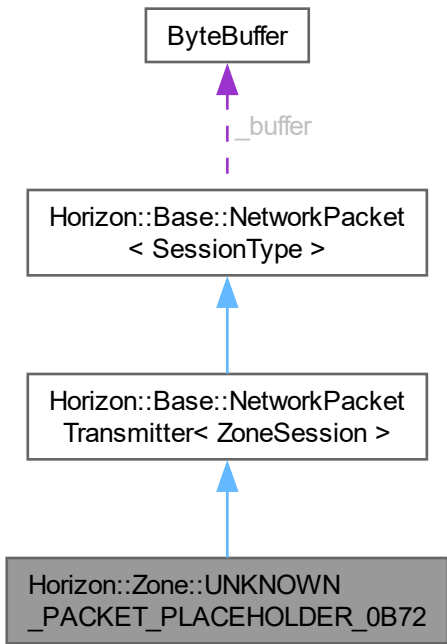 ByteBuffer
_buffer
Horizon::Base::NetworkPacket
< SessionType >
Horizon::Base::NetworkPacket
Transmitter< ZoneSession >
Horizon::Zone::UNKNOWN
_PACKET_PLACEHOLDER_0B72